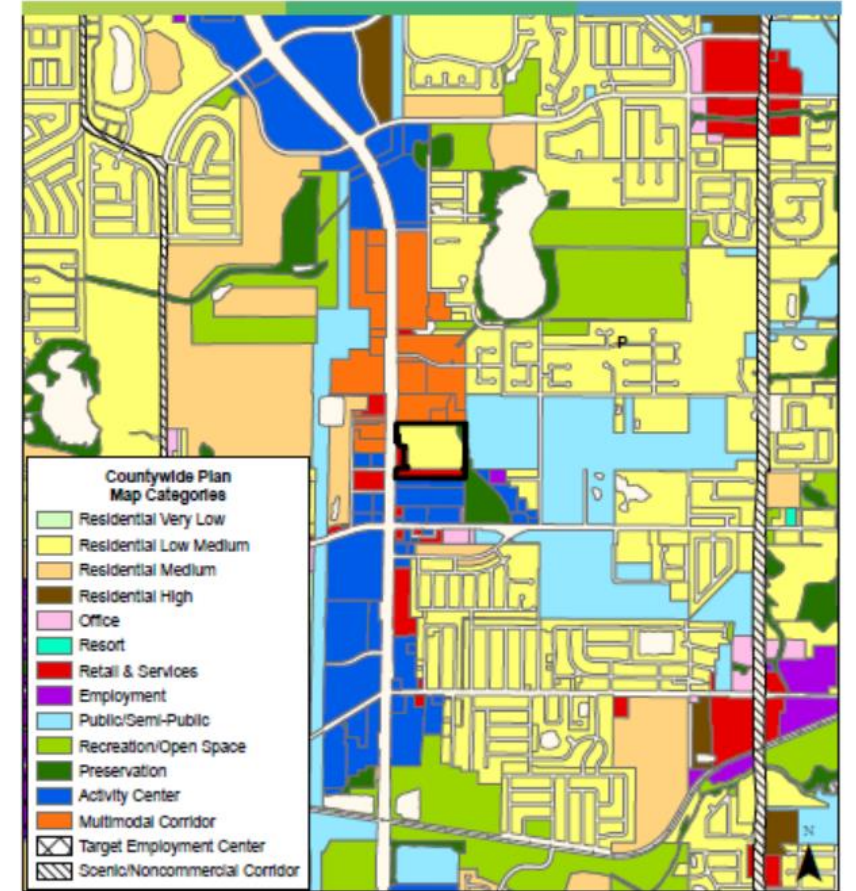 P
Countywide Plan
Map Categories
Residential Very Low
Residential Low Medium
Residential Medium
Residential High
Office
Resort
Retail & Services
Employment
Public/Semi-Public
Recreation/Open Space
Preservation
Activity Center
Multimodal Corridor
Target Employment Center
Scenic/Noncommercial Corridor
N